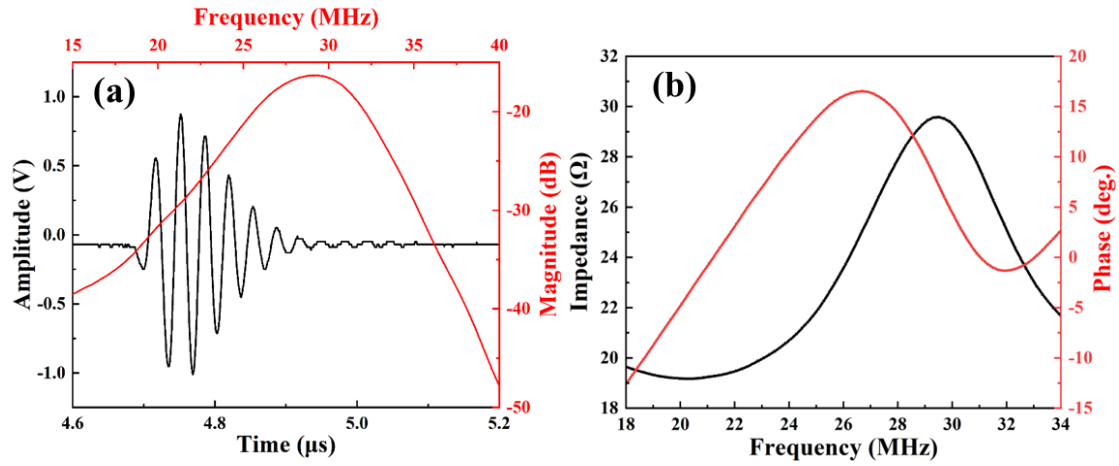 Frequency (MHz)
15 20 25 30 35 40
(a)
Amplitude (V)
1.0
0.5
0.0
-0.5
-1.0
Magnitude (dB)
-20
-30
-40
-50
4.6 4.8 5.0 5.2
Time (μs)
(b)
Impedance (Ω)
32
30
28
26
24
22
20
18
Phase (deg.)
20
15
10
5
0
-5
-10
-15
18 20 22 24 26 28 30 32 34
Frequency (MHz)